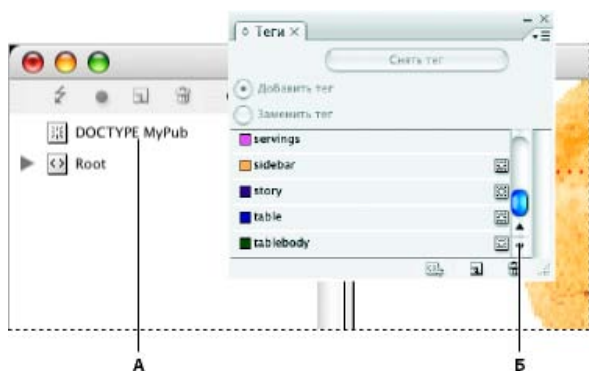 Теги
Снять тег
Добавить тег
Заменить тег
DOCTYPE MyPub
Root
servings
sidebar
story
table
tablebody
А
Б